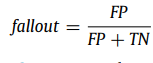 fallout = FP / FP + TN